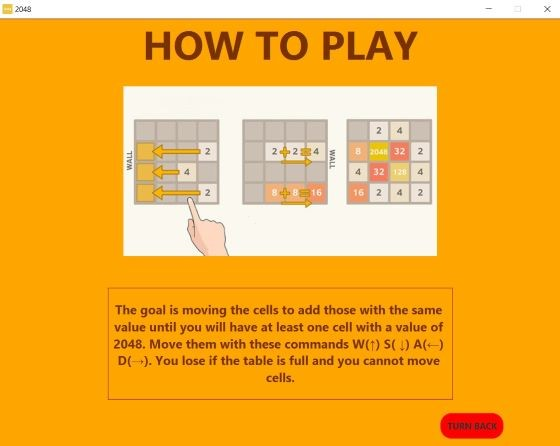 2048
HOW TO PLAY
WALL
2
4
2
2 + 2 = 4
8 + 8 = 16
WALL
2 4
8 2048 32 2
4 32 128 4
16 2 4 2
The goal is moving the cells to add those with the same
value until you will have at least one cell with a value of
2048. Move them with these commands W(↑) S( ↓) A(←)
D(→). You lose if the table is full and you cannot move
cells.
TURN BACK